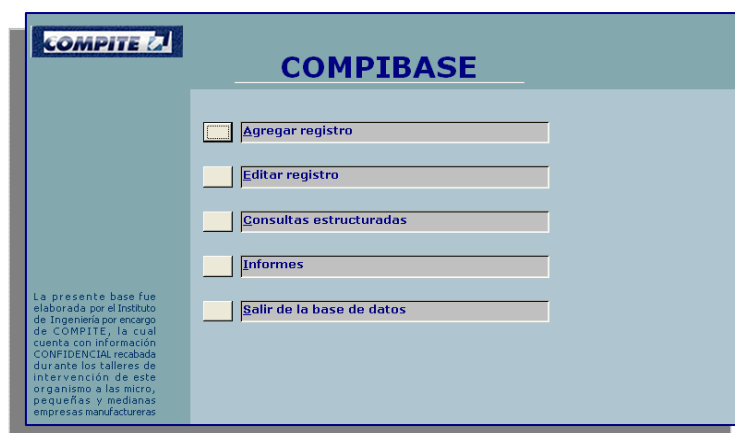 COMPITE
COMPIBASE
Agregar registro
Editar registro
Consultas estructuradas
Informes
Salir de la base de datos
La presente base fue
elaborada por el Instituto
de Ingeniería por encargo
de COMPITE, la cual
cuenta con información
CONFIDENCIAL recabada
durante los talleres de
intervención de este
organismo a las micro,
pequeñas y medianas
empresas manufactureras